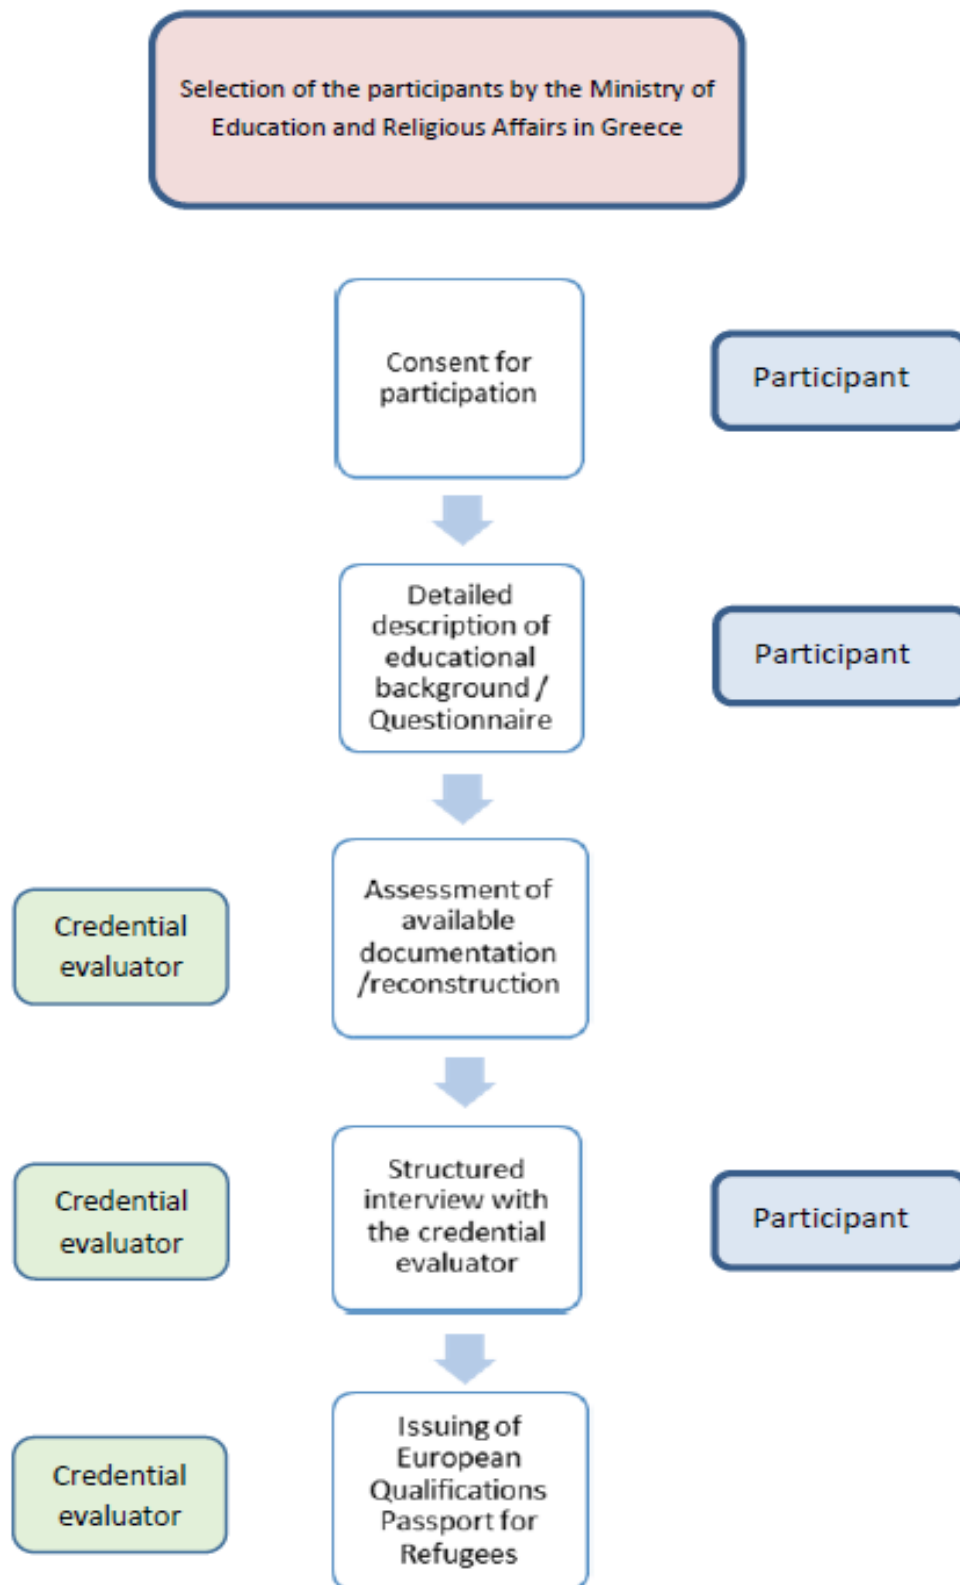 Selection of the participants by the Ministry of
Education and Religious Affairs in Greece
Consent for
participation
Participant
Detailed
description of
educational
background /
Questionnaire
Participant
Credential
evaluator
Assessment of
available
documentation
/reconstruction
Credential
evaluator
Structured
interview with
the credential
evaluator
Participant
Credential
evaluator
Issuing of
European
Qualifications
Passport for
Refugees